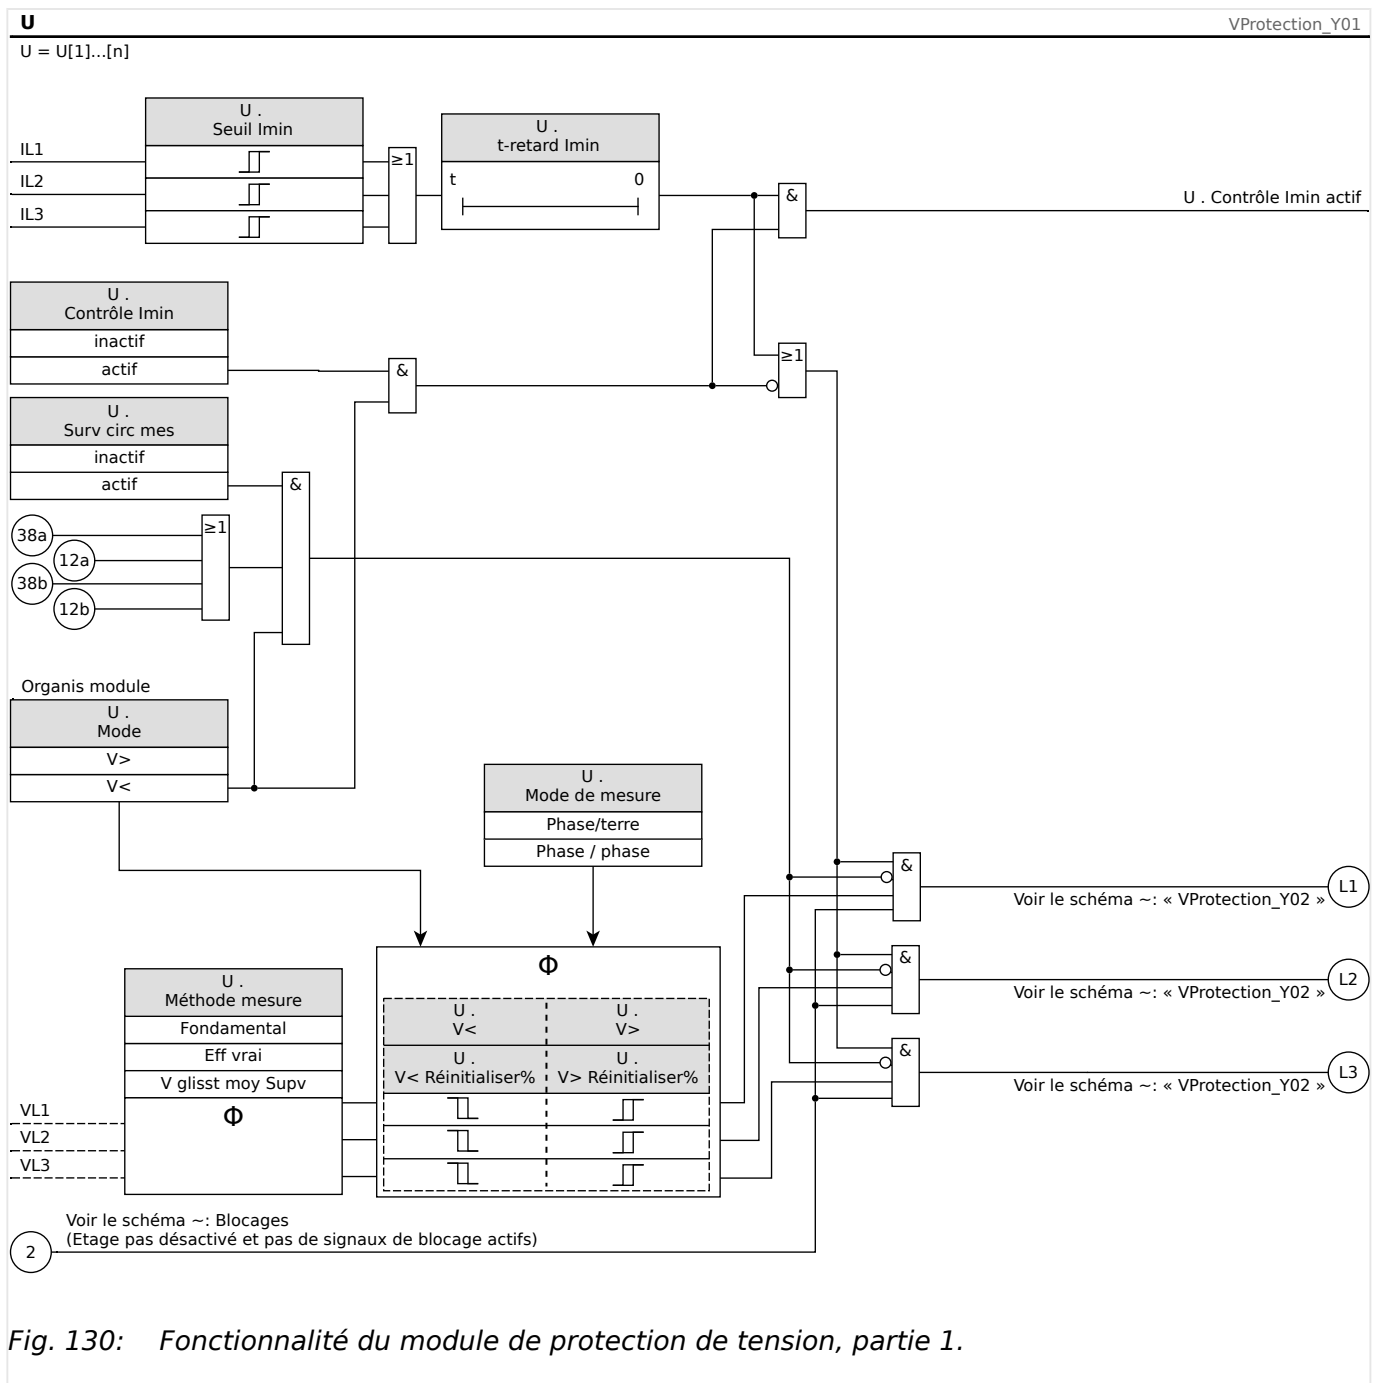 U
VProtection_Y01
U = U[1]...[n]
U .
Seuil Imin
IL1
IL2
IL3
≥1
U .
t-retard Imin
t
0
&
U . Contrôle Imin actif
U .
Contrôle Imin
inactif
actif
&
≥1
U .
Surv circ mes
inactif
actif
&
38a
12a
38b
12b
≥1
Organis module
U .
Mode
V>
V<
U .
Mode de mesure
Phase/terre
Phase / phase
&
L1
Voir le schéma ~: « VProtection_Y02 »
&
L2
Voir le schéma ~: « VProtection_Y02 »
&
L3
Voir le schéma ~: « VProtection_Y02 »
U .
Méthode mesure
Fondamental
Eff vrai
V glisst moy Supv
Φ
VL1
VL2
VL3
Φ
U .
V<
U .
V>
U .
V< Réinitialiser%
U .
V> Réinitialiser%
2
Voir le schéma ~: Blocages
(Etage pas désactivé et pas de signaux de blocage actifs)
Fig. 130: Fonctionnalité du module de protection de tension, partie 1.